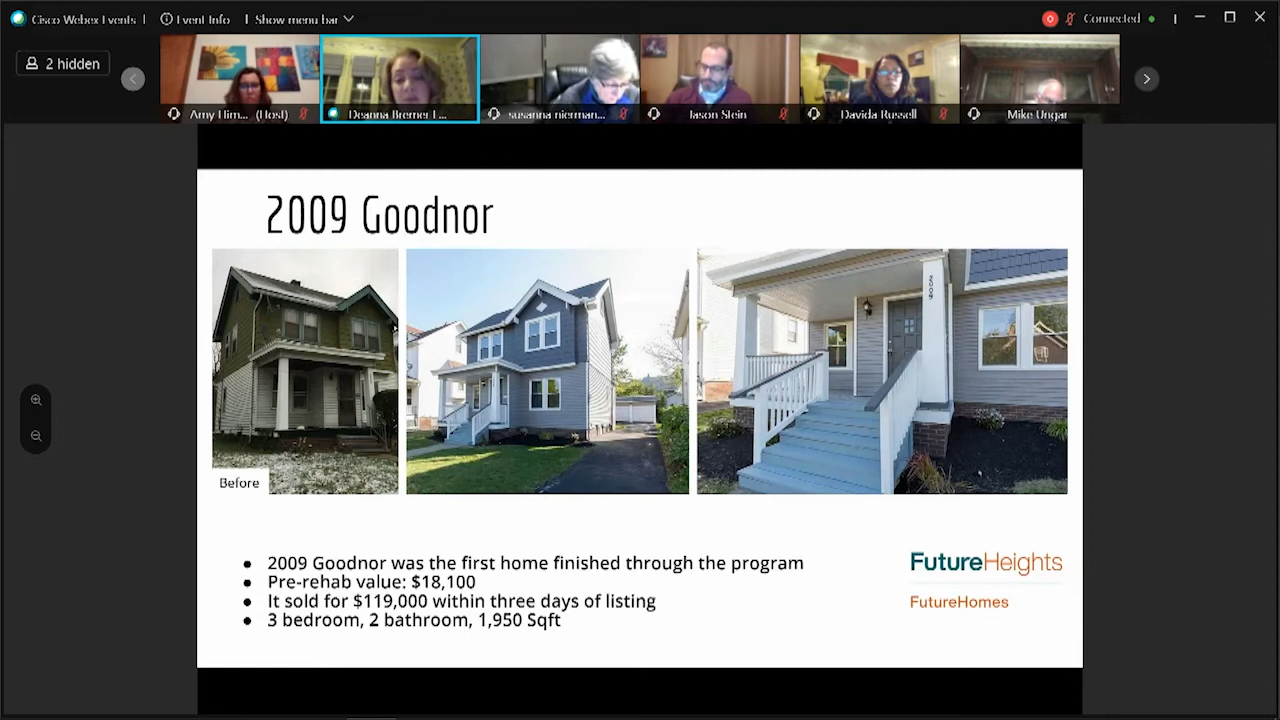 Cisco Webex Events
Event Info
Show menu bar
Connected
2 hidden
Amy Him... (Host)
Deanna Bremer F...
susanna nierman...
Jason Stein
Davida Russell
Mike Ungar
2009 Goodnor
2009
Before
● 2009 Goodnor was the first home finished through the program
● Pre-rehab value: $18,100
● It sold for $119,000 within three days of listing
● 3 bedroom, 2 bathroom, 1,950 Sqft
FutureHeights
FutureHomes